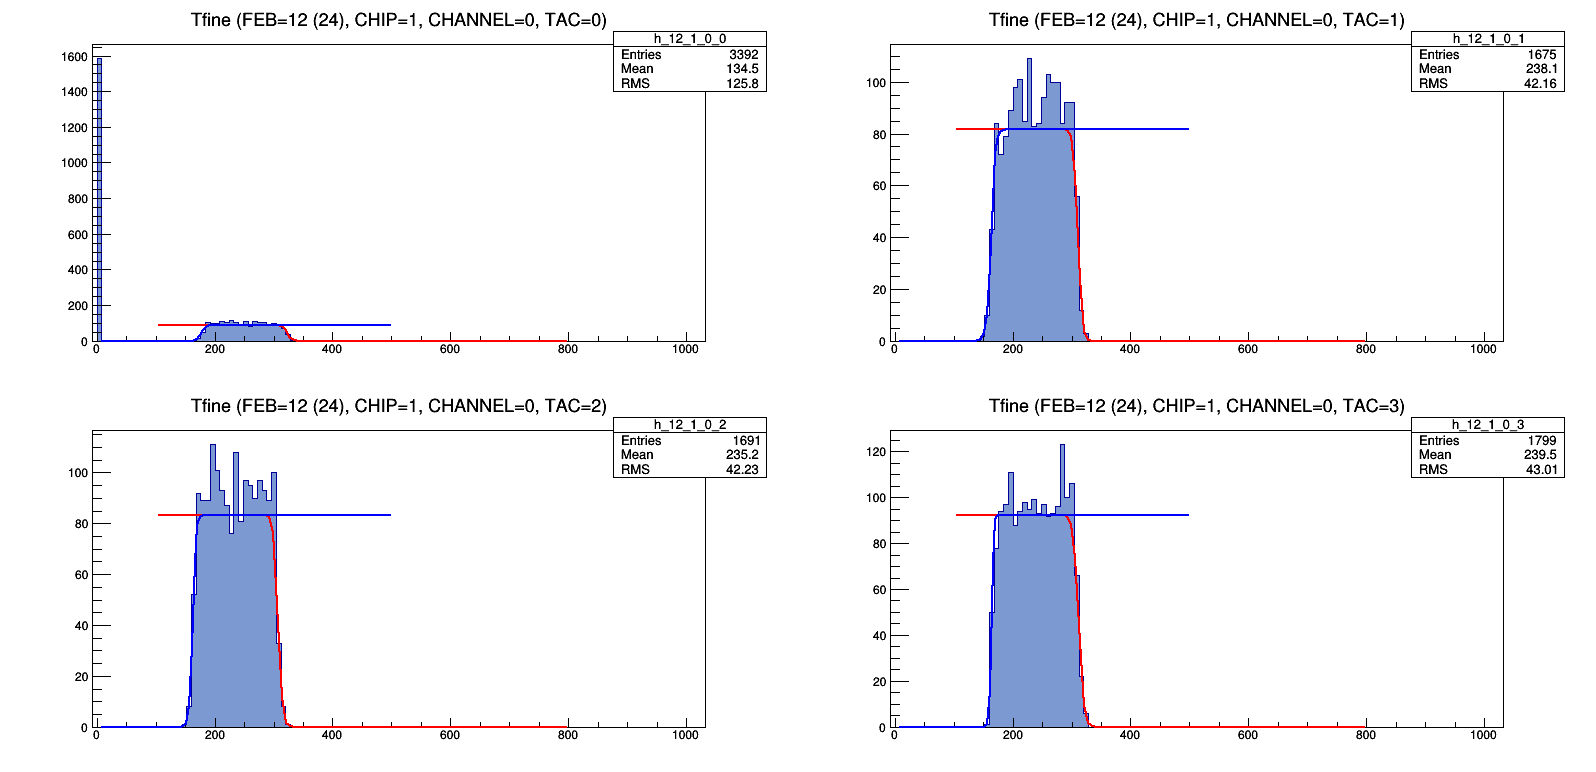 Tfine (FEB=12 (24), CHIP=1, CHANNEL=0, TAC=0)
h_12_1_0_0
Entries 3392
Mean 134.5
RMS 125.8
1600
1400
1200
1000
800
600
400
200
0
0 200 400 600 800 1000
Tfine (FEB=12 (24), CHIP=1, CHANNEL=0, TAC=1)
h_12_1_0_1
Entries 1675
Mean 238.1
RMS 42.16
100
80
60
40
20
0
0 200 400 600 800 1000
Tfine (FEB=12 (24), CHIP=1, CHANNEL=0, TAC=2)
h_12_1_0_2
Entries 1691
Mean 235.2
RMS 42.23
100
80
60
40
20
0
0 200 400 600 800 1000
Tfine (FEB=12 (24), CHIP=1, CHANNEL=0, TAC=3)
h_12_1_0_3
Entries 1799
Mean 239.5
RMS 43.01
120
100
80
60
40
20
0
0 200 400 600 800 1000